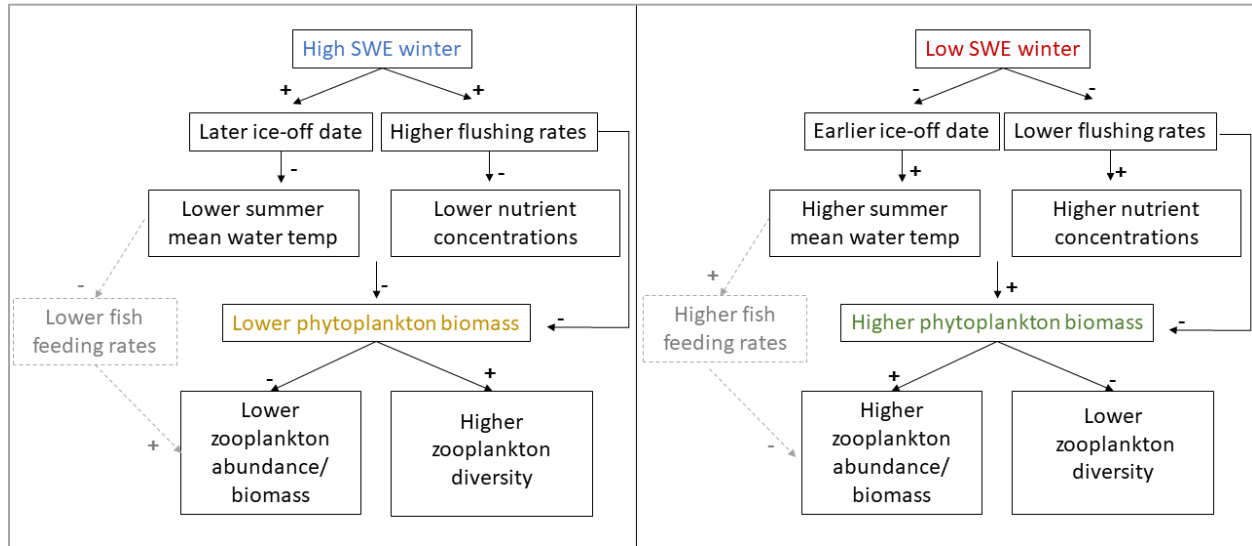 High SWE winter
+
+
Later ice-off date
Higher flushing rates
-
-
Lower summer
mean water temp
Lower nutrient
concentrations
-
-
Lower fish
feeding rates
Lower phytoplankton biomass
-
-
+
+
Lower
zooplankton
abundance/
biomass
Higher
zooplankton
diversity
Low SWE winter
-
-
Earlier ice-off date
Lower flushing rates
+
+
Higher summer
mean water temp
Higher nutrient
concentrations
+
+
Higher fish
feeding rates
Higher phytoplankton biomass
-
+
-
-
Higher
zooplankton
abundance/
biomass
Lower
zooplankton
diversity